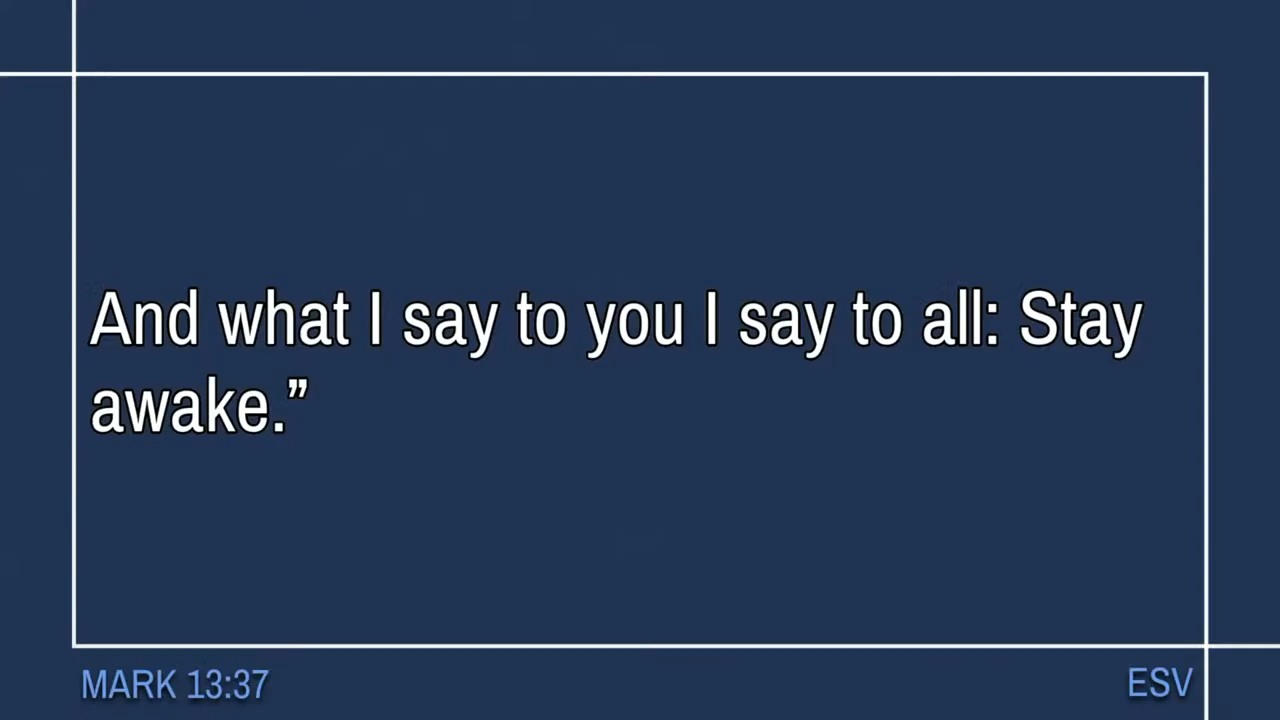 And what I say to you I say to all: Stay
awake.”
MARK 13:37
ESV